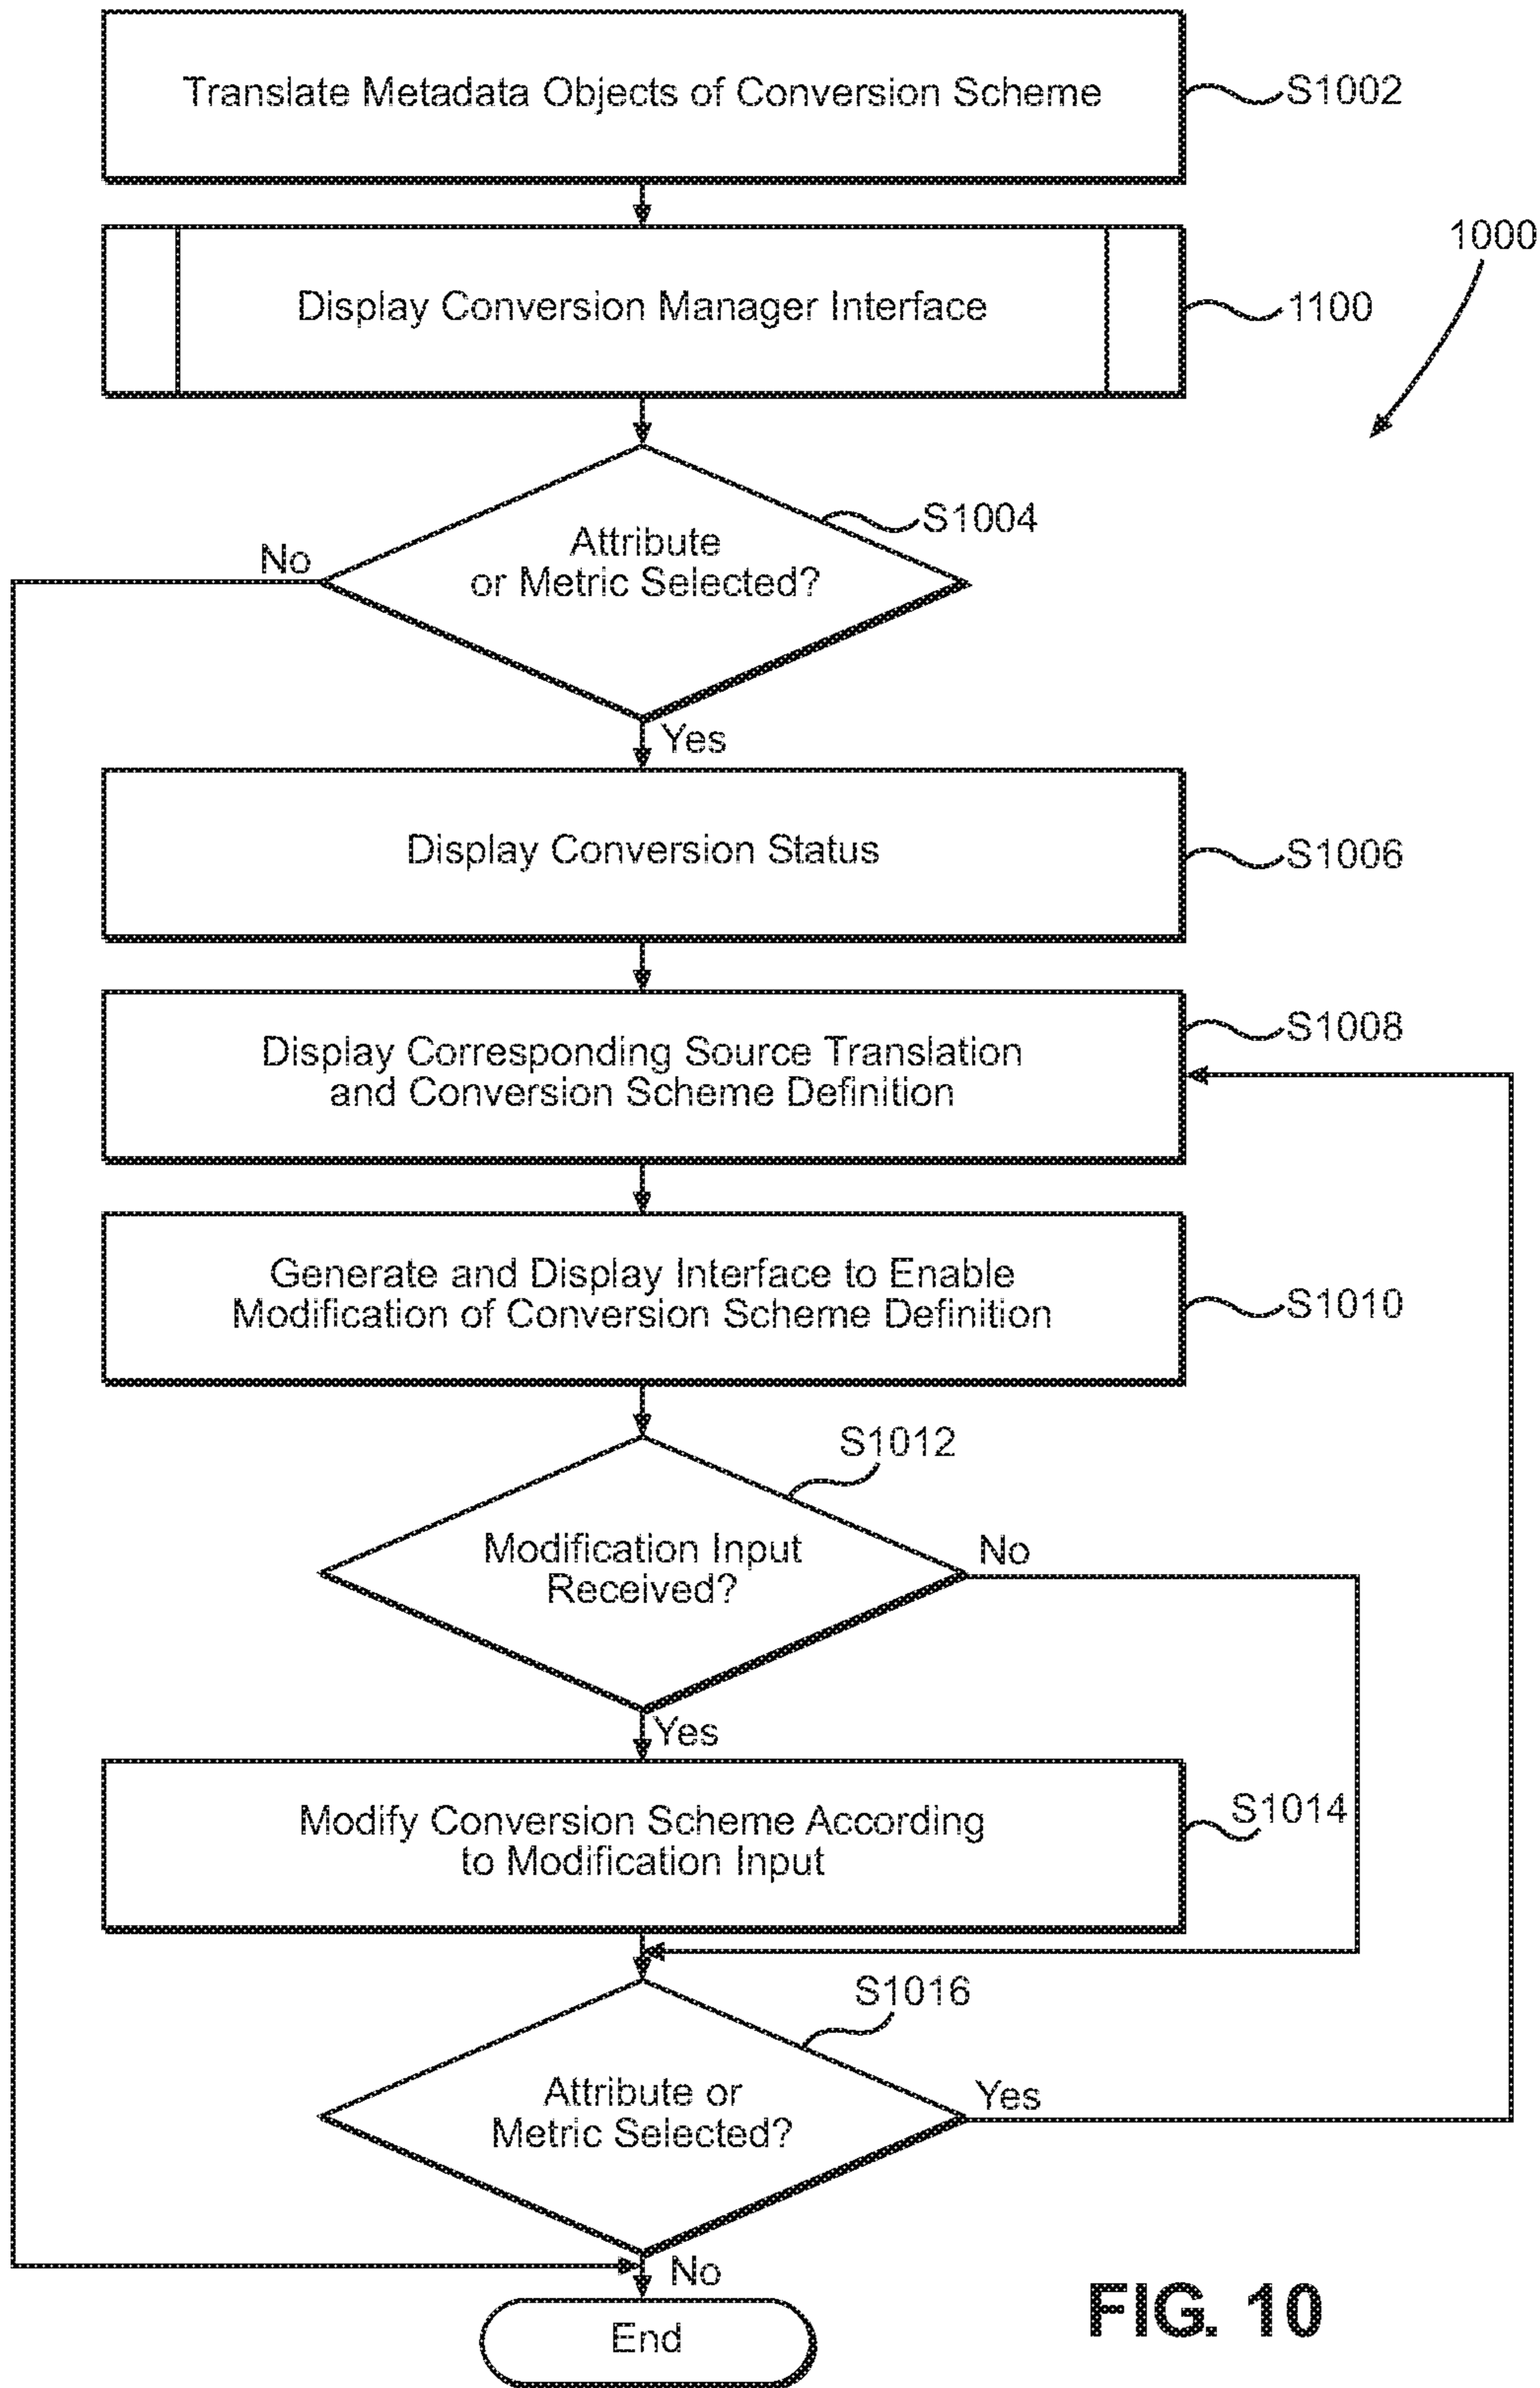 Translate Metadata Objects of Conversion Scheme
S1002
1000
Display Conversion Manager Interface
1100
S1004
Attribute
or Metric Selected?
No
Yes
Display Conversion Status
S1006
Display Corresponding Source Translation
and Conversion Scheme Definition
S1008
Generate and Display Interface to Enable
Modification of Conversion Scheme Definition
S1010
S1012
Modification Input
Received?
No
Yes
Modify Conversion Scheme According
to Modification Input
S1014
S1016
Attribute or
Metric Selected?
Yes
No
End
FIG. 10